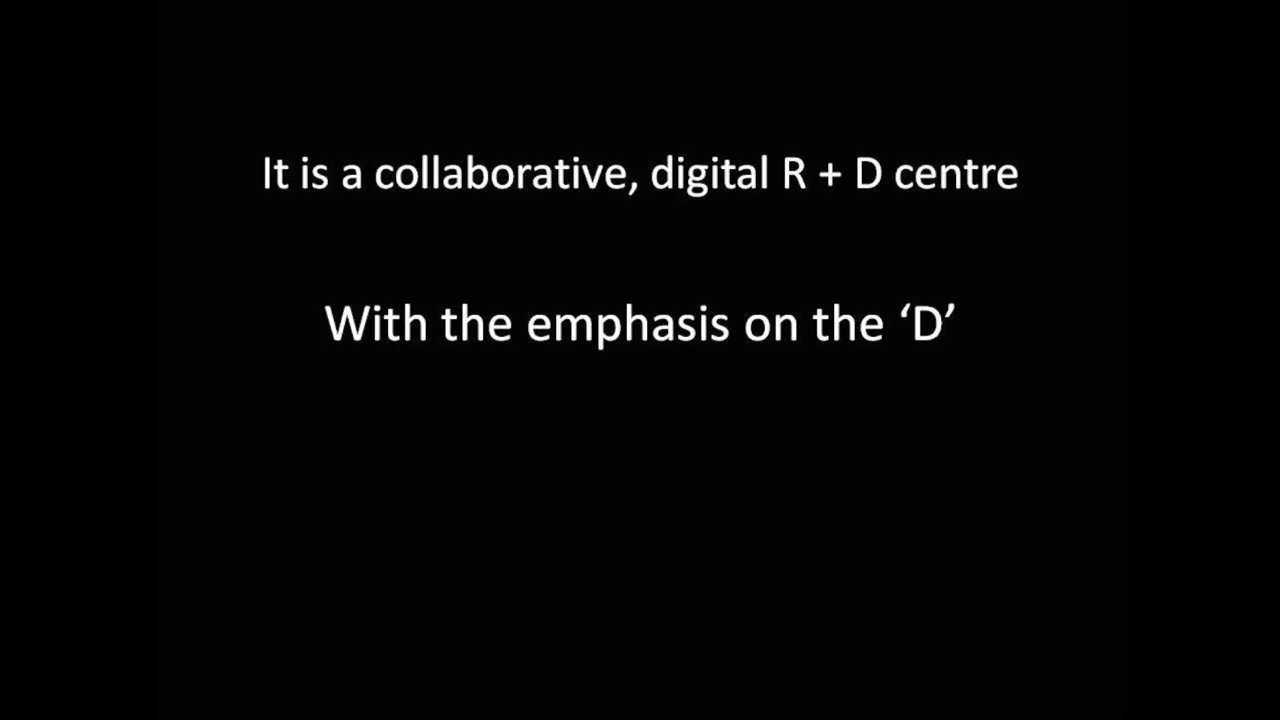 It is a collaborative, digital R + D centre
With the emphasis on the ‘D’